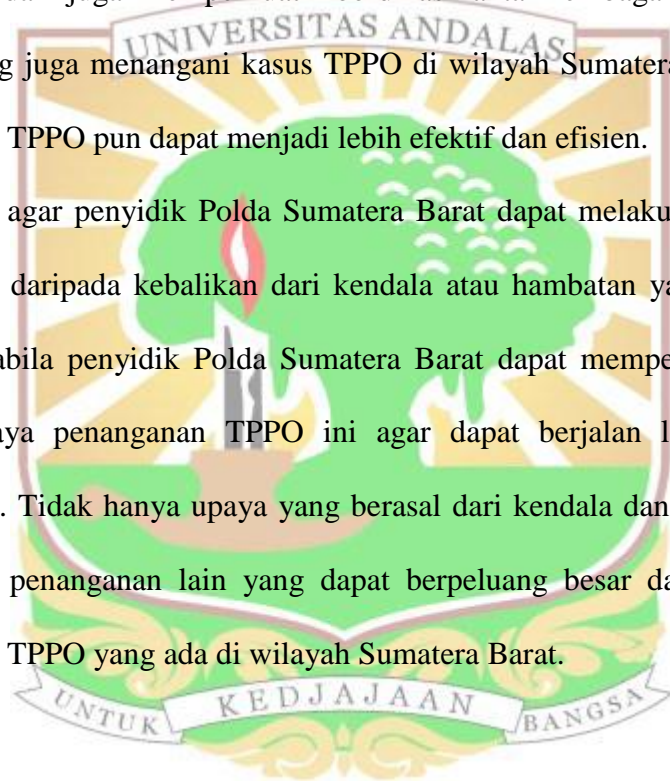 juga
UNIVERSITAS ANDALAS
g juga menangani kasus TPPO di wilayah Sumatera
TPPO pun dapat menjadi lebih efektif dan efisien.
agar penyidik Polda Sumatera Barat dapat melaku
daripada kebalikan dari kendala atau hambatan ya
abila penyidik Polda Sumatera Barat dapat mempe
aya penanganan TPPO ini agar dapat berjalan l
. Tidak hanya upaya yang berasal dari kendala dan
penanganan lain yang dapat berpeluang besar da
TPPO yang ada di wilayah Sumatera Barat.
UNTUK KEDJAJAAN BANGSA